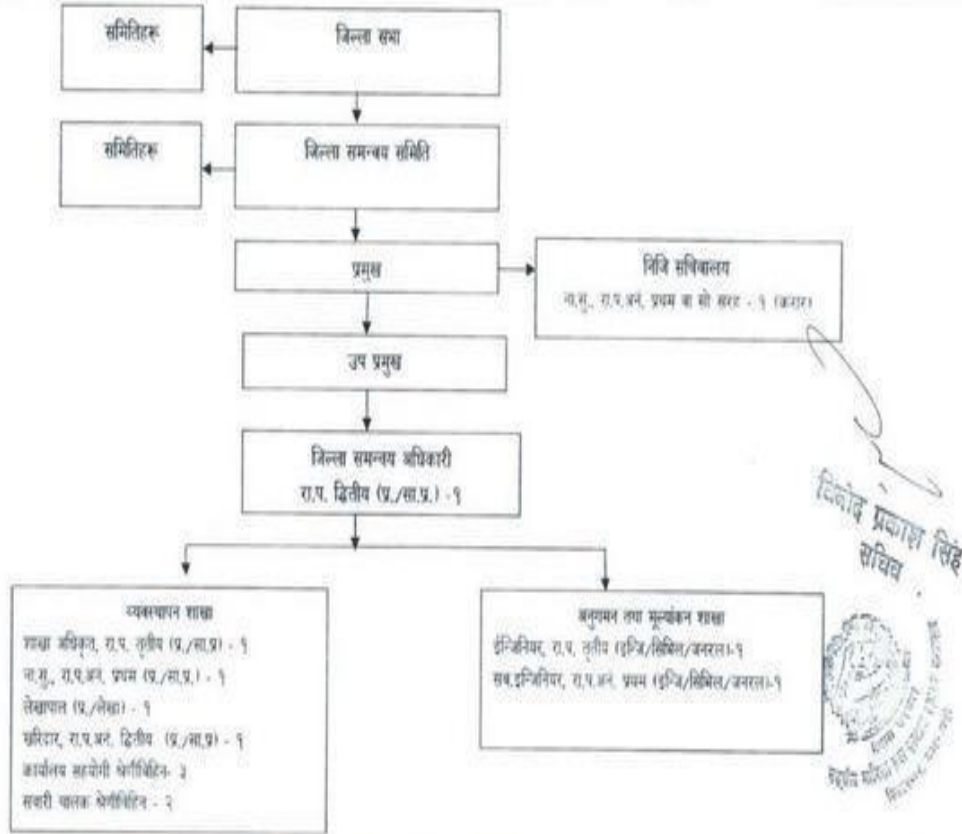 समितिहरू
जिल्ला सभा
समितिहरू
जिल्ला समन्वय समिति
प्रमुख
निजि सचिवालय
ना.सु., रा.प.अनं. प्रथम वा सो सरह - १ (करार)
उप प्रमुख
जिल्ला समन्वय अधिकारी
रा.प. द्वितीय (प्र./सा.प्र.) - १
व्यवस्थापन शाखा
शाखा अधिकृत, रा.प. तृतीय (प्र./सा.प्र) - १
ना.सु., रा.प.अनं. प्रथम (प्र./सा.प्र.) - १
लेखापाल (प्र./लेखा) - १
खरिदार, रा.प.अनं. द्वितीय (प्र./सा.प्र) - १
कार्यालय सहयोगी श्रेणीविहिन- ३
सवारी चालक श्रेणीविहिन - २
अनुगमन तथा मूल्यांकन शाखा
ईन्जिनियर, रा.प. तृतीय (इन्जि/सिभिल/जनरल)-१
सब.इन्जिनियर, रा.प.अनं. प्रथम (इन्जि/सिभिल/जनरल)-१
विनोद प्रकाश सिंह
सचिव